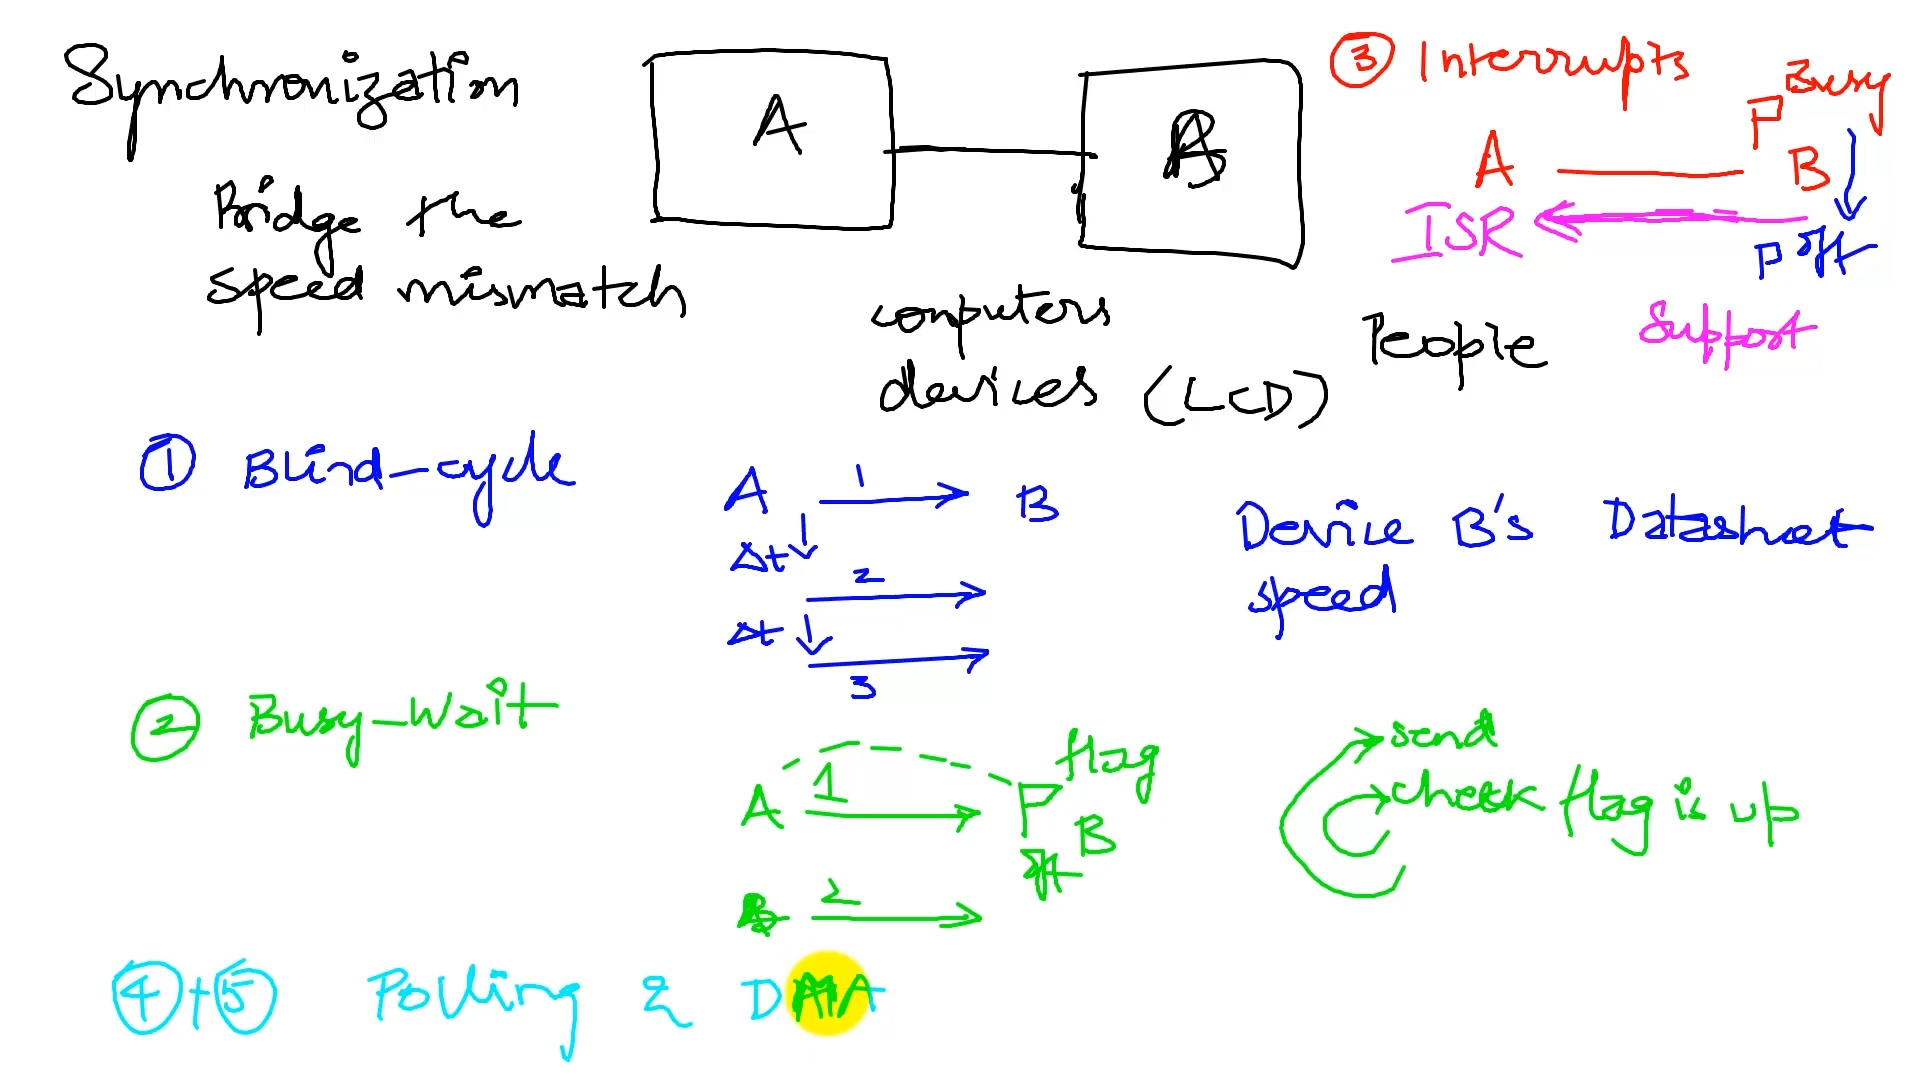 Synchronization
Bridge the
speed mismatch
A
B
computers
devices (LCD)
People
③ Interrupts
Busy
P
A B
ISR
P off
Support
① Blind-cycle
A 1 B
Δt
2
Δt
3
Device B's Datasheet
speed
② Busy-Wait
flag
A 1
B
off
2
send
check flag is up
④+⑤ Polling & DMA